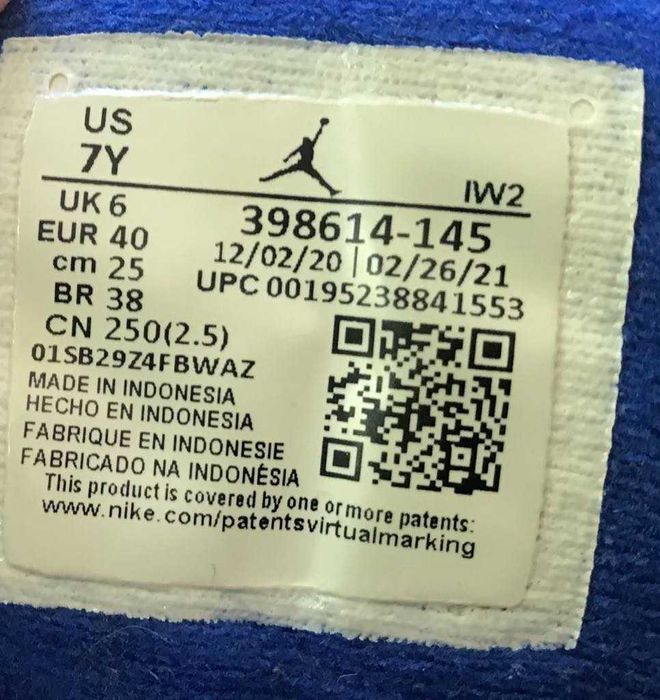 US
7Y
IW2
UK 6
398614-145
EUR 40
12/02/20 | 02/26/21
cm 25
UPC 00195238841553
BR 38
CN 250(2.5)
01SB29Z4FBWAZ
MADE IN INDONESIA
HECHO EN INDONESIA
FABRIQUE EN INDONESIE
FABRICADO NA INDONÉSIA
This product is covered by one or more patents:
www.nike.com/patentsvirtualmarking